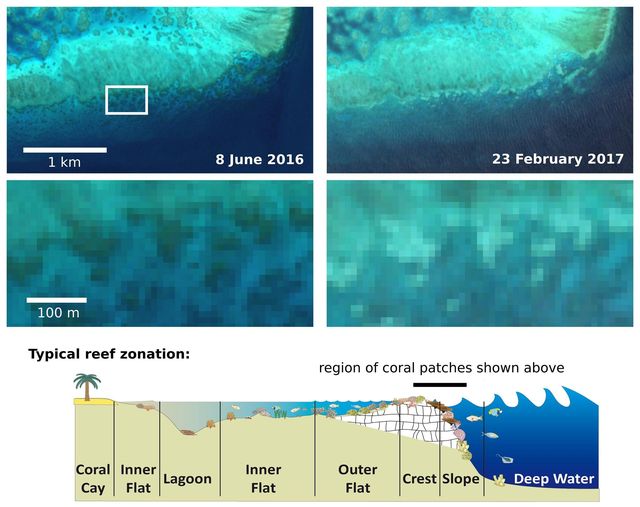 1 km
8 June 2016
23 February 2017
100 m
Typical reef zonation:
region of coral patches shown above
Coral
Cay
Inner
Flat
Lagoon
Inner
Flat
Outer
Flat
Crest
Slope
Deep Water